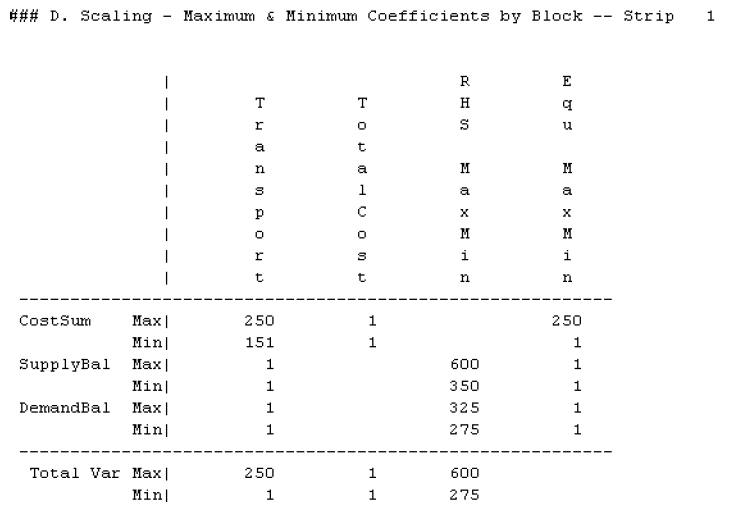 ### D. Scaling - Maximum & Minimum Coefficients by Block -- Strip   1

               |                             R         E
               |         T         T         H         q
               |         r         o         S         u
               |         a         t
               |         n         a         M         M
               |         s         l         a         a
               |         p         C         x         x
               |         o         o         M         M
               |         r         s         i         i
               |         t         t         n         n
-----------------------------------------------------------
CostSum    Max|        250         1                 250
           Min|        151         1                   1
SupplyBal  Max|          1                 600         1
           Min|          1                 350         1
DemandBal  Max|          1                 325         1
           Min|          1                 275         1
-----------------------------------------------------------
 Total Var Max|        250         1       600
           Min|          1         1       275